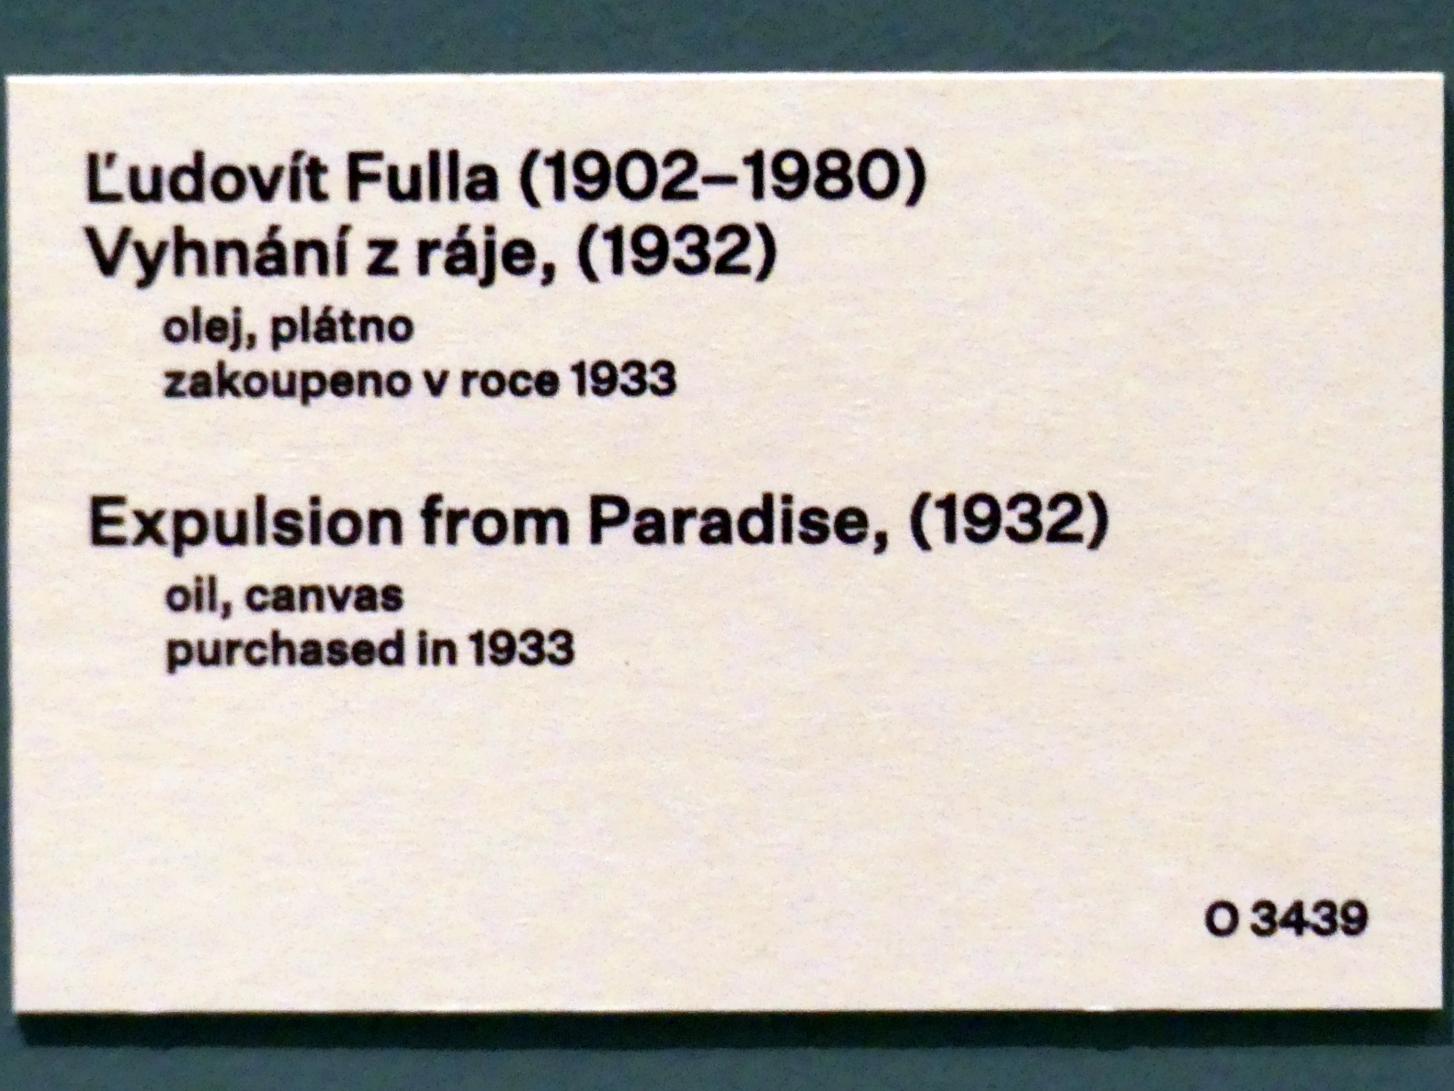 Ľudovít Fulla (1902–1980)
Vyhnání z ráje, (1932)
olej, plátno
zakoupeno v roce 1933
Expulsion from Paradise, (1932)
oil, canvas
purchased in 1933
O 3439